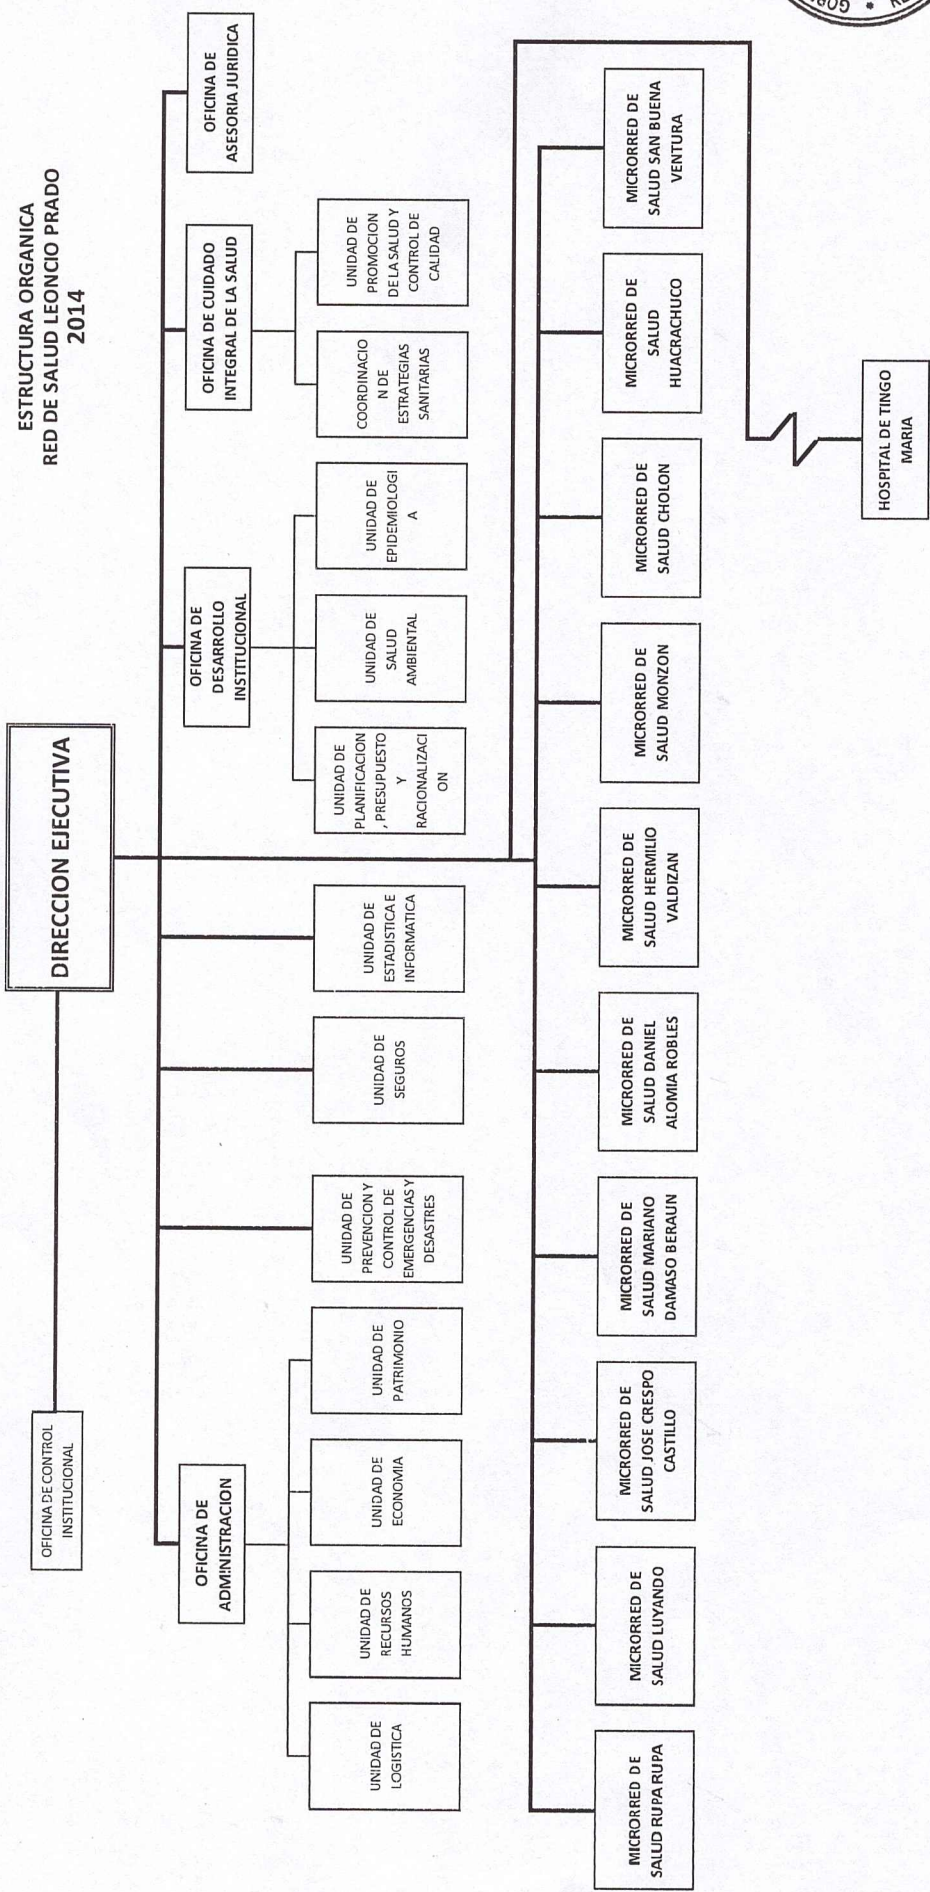 ESTRUCTURA ORGANICA
RED DE SALUD LEONCIO PRADO
2014
DIRECCION EJECUTIVA
OFICINA DE CONTROL
INSTITUCIONAL
OFICINA DE
ADMINISTRACION
OFICINA DE
DESARROLLO
INSTITUCIONAL
OFICINA DE CUIDADO
INTEGRAL DE LA SALUD
OFICINA DE
ASESORIA JURIDICA
UNIDAD DE
LOGISTICA
UNIDAD DE
RECURSOS
HUMANOS
UNIDAD DE
ECONOMIA
UNIDAD DE
PATRIMONIO
UNIDAD DE
PREVENCION Y
CONTROL DE
EMERGENCIAS Y
DESASTRES
UNIDAD DE
SEGUROS
UNIDAD DE
ESTADISTICA E
INFORMATICA
UNIDAD DE
PLANIFICACION
, PRESUPUESTO
Y
RACIONALIZACI
ON
UNIDAD DE
SALUD
AMBIENTAL
UNIDAD DE
EPIDEMIOLOGI
A
COORDINACIO
N DE
ESTRATEGIAS
SANITARIAS
UNIDAD DE
PROMOCION
DE LA SALUD Y
CONTROL DE
CALIDAD
MICRORRED DE
SALUD RUPA RUPA
MICRORRED DE
SALUD LUYANDO
MICRORRED DE
SALUD JOSE CRESPO
CASTILLO
MICRORRED DE
SALUD MARIANO
DAMASO BERAUN
MICRORRED DE
SALUD DANIEL
ALOMIA ROBLES
MICRORRED DE
SALUD HERMILIO
VALDIZAN
MICRORRED DE
SALUD MONZON
MICRORRED DE
SALUD CHOLON
MICRORRED DE
SALUD
HUACRACHUCO
MICRORRED DE
SALUD SAN BUENA
VENTURA
HOSPITAL DE TINGO
MARIA